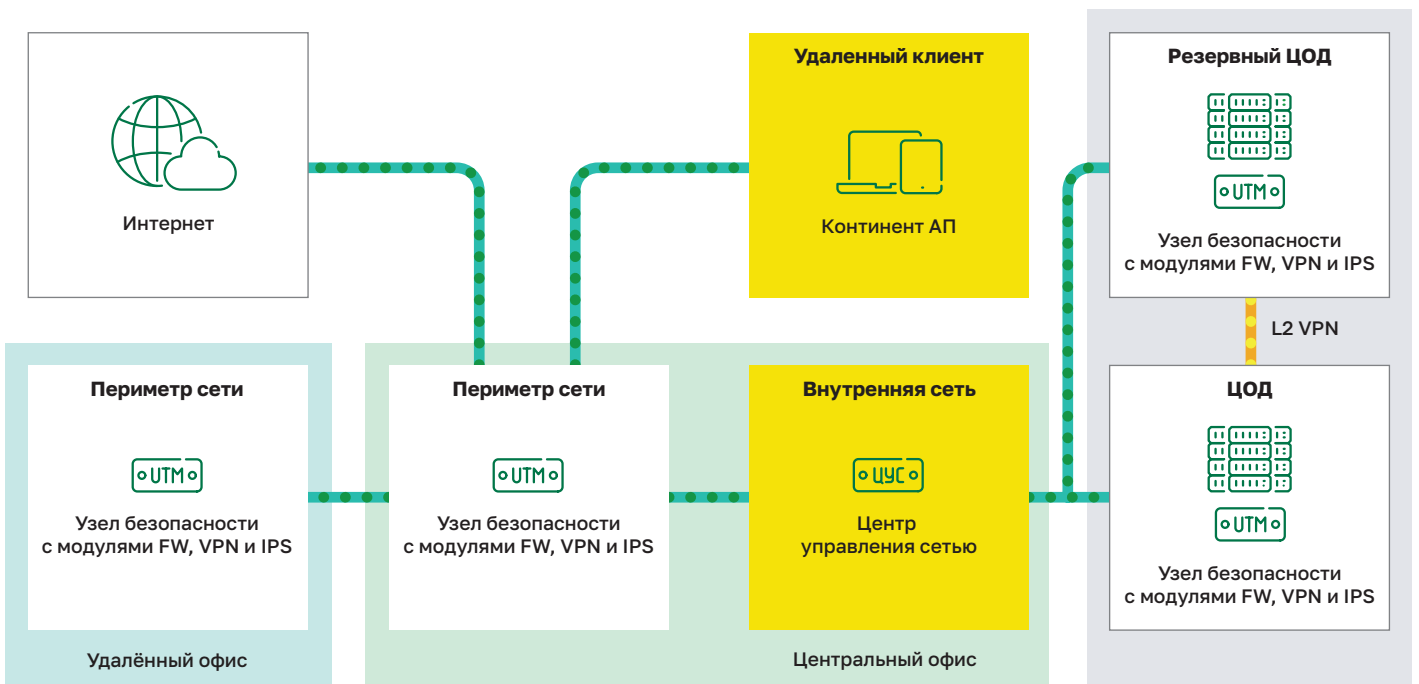 Интернет
Удаленный клиент
Континент АП
Резервный ЦОД
UTM
Узел безопасности
с модулями FW, VPN и IPS
L2 VPN
Периметр сети
UTM
Узел безопасности
с модулями FW, VPN и IPS
Удалённый офис
Периметр сети
UTM
Узел безопасности
с модулями FW, VPN и IPS
Внутренняя сеть
ЦУС
Центр
управления сетью
Центральный офис
ЦОД
UTM
Узел безопасности
с модулями FW, VPN и IPS